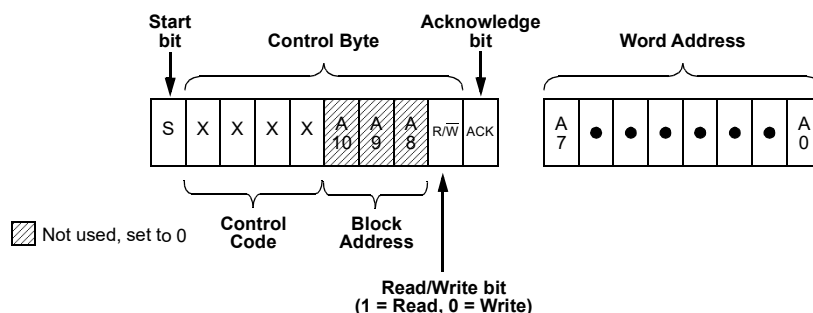 Start
bit
Control Byte
Acknowledge
bit
Word Address
S X X X X A
10 A
9 A
8 R/W̅ ACK
A
7 ● ● ● ● ● ● A
0
Control
Code
Block
Address
Not used, set to 0
Read/Write bit
(1 = Read, 0 = Write)